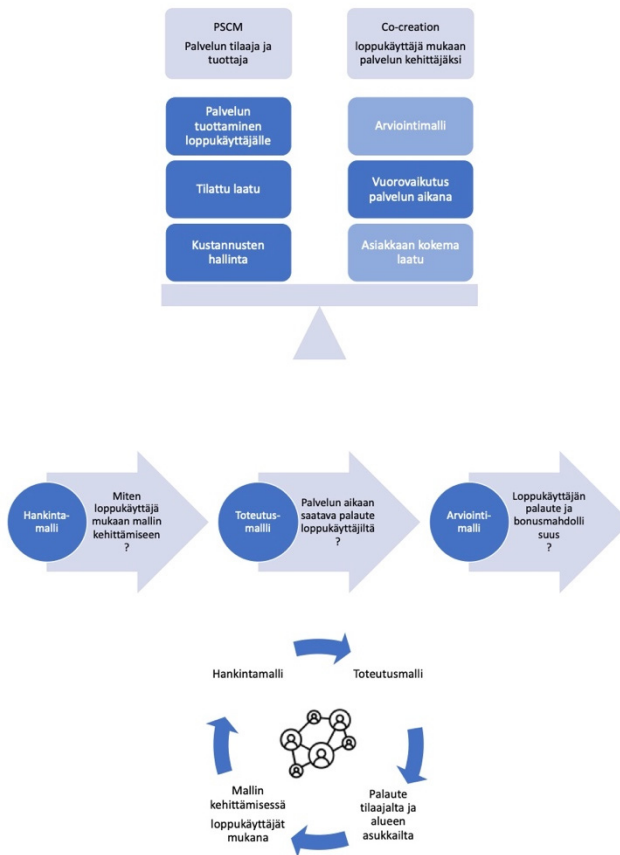 PSCM
Palvelun tilaaja ja
tuottaja
Co-creation
loppukäyttäjä mukaan
palvelun kehittäjäksi
Palvelun
tuottaminen
loppukäyttäjälle
Arviointimalli
Tilattu laatu
Vuorovaikutus
palvelun aikana
Kustannusten
hallinta
Asiakkaan kokema
laatu
Hankinta-
malli
Miten
loppukäyttäjä
mukaan mallin
kehittämiseen
?
Toteutus-
mallli
Palvelun aikaan
saatava palaute
loppukäyttäjiltä
?
Arviointi-
malli
Loppukäyttäjän
palaute ja
bonusmahdolli
suus
?
Hankintamalli
Toteutusmalli
Palaute
tilaajalta ja
alueen
asukkailta
Mallin
kehittämisessä
loppukäyttäjät
mukana